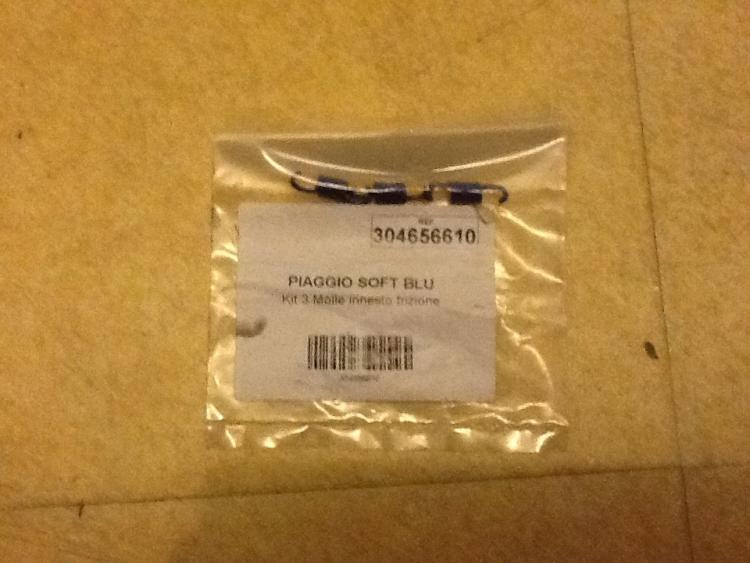 REF
304656610
PIAGGIO SOFT BLU
Kit 3 Molle innesto frizione